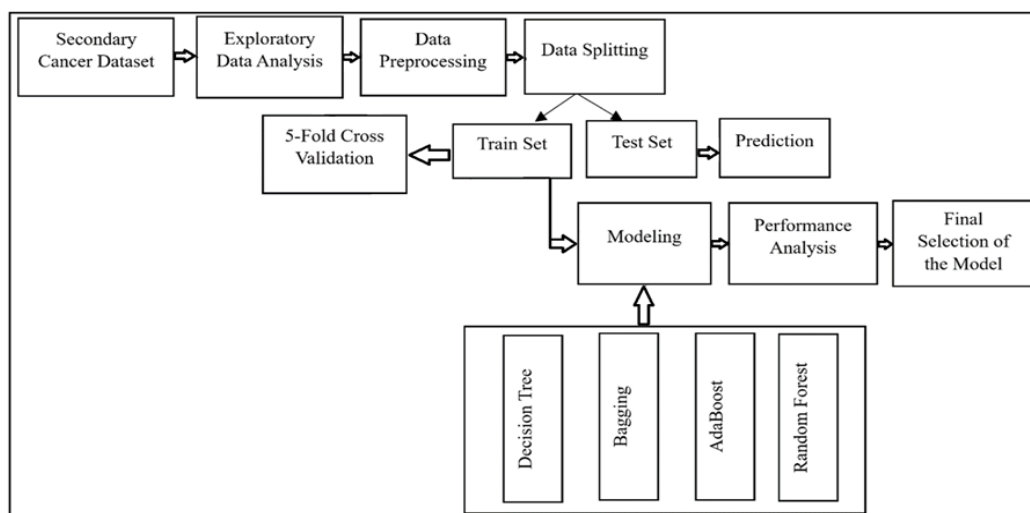 Secondary
Cancer Dataset
Exploratory
Data Analysis
Data
Preprocessing
Data Splitting
5-Fold Cross
Validation
Train Set
Test Set
Prediction
Modeling
Performance
Analysis
Final
Selection of
the Model
Decision Tree
Bagging
AdaBoost
Random Forest